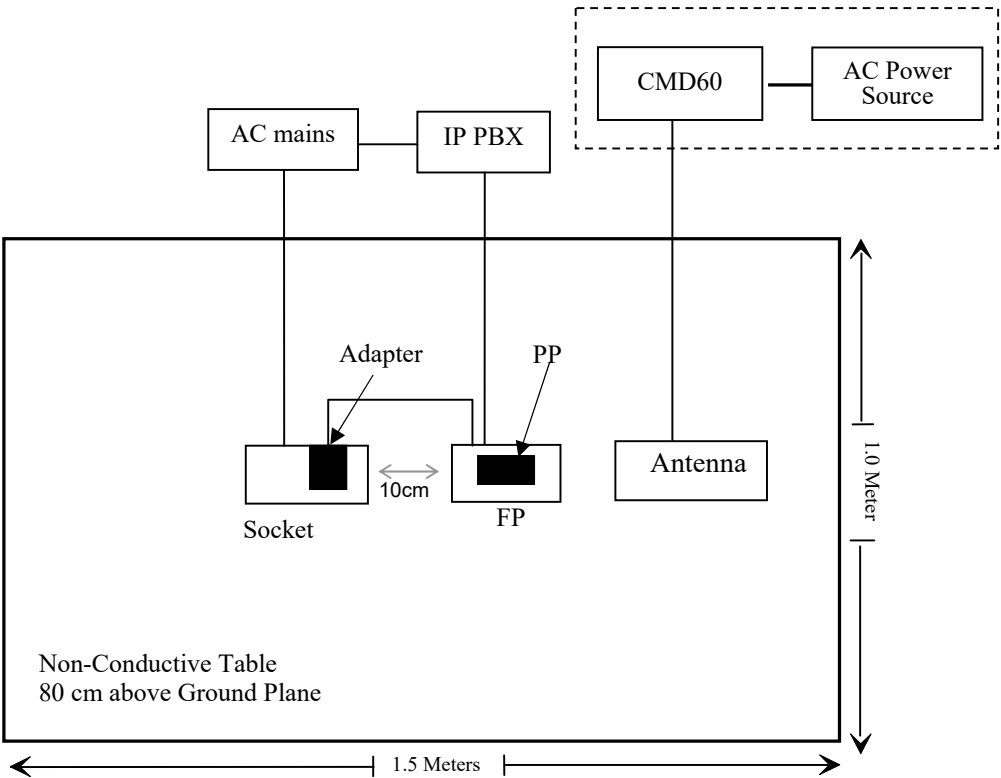 CMD60
AC Power
Source
AC mains
IP PBX
Adapter
PP
Antenna
10cm
FP
Socket
1.0 Meter
Non-Conductive Table
80 cm above Ground Plane
1.5 Meters